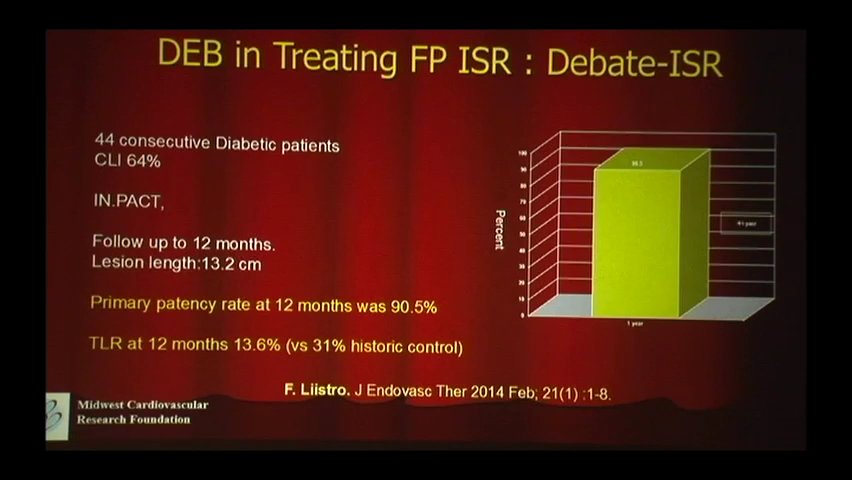 DEB in Treating FP ISR : Debate-ISR
44 consecutive Diabetic patients
CLI 64%
IN.PACT,
Follow up to 12 months.
Lesion length:13.2 cm
Primary patency rate at 12 months was 90.5%
TLR at 12 months 13.6% (vs 31% historic control)
F. Liistro. J Endovasc Ther 2014 Feb; 21(1) :1-8.
Midwest Cardiovascular
Research Foundation
Percent
100
90
80
70
60
50
40
30
20
10
0
1 year